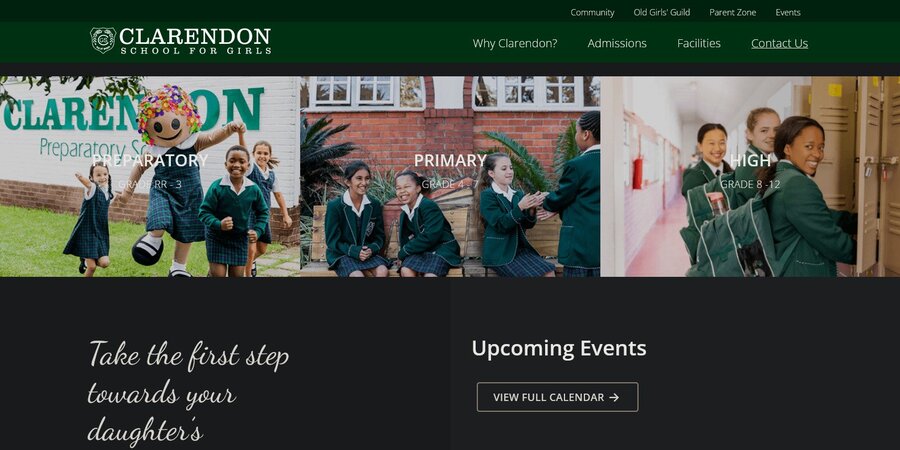 Community Old Girls' Guild Parent Zone Events
CLARENDON
SCHOOL FOR GIRLS
Why Clarendon? Admissions Facilities Contact Us
CLARENDON
Preparatory
PREPARATORY
GRADE RR - 3
PRIMARY
GRADE 4 - 7
HIGH
GRADE 8 -12
Take the first step
towards your
daughter's
Upcoming Events
VIEW FULL CALENDAR